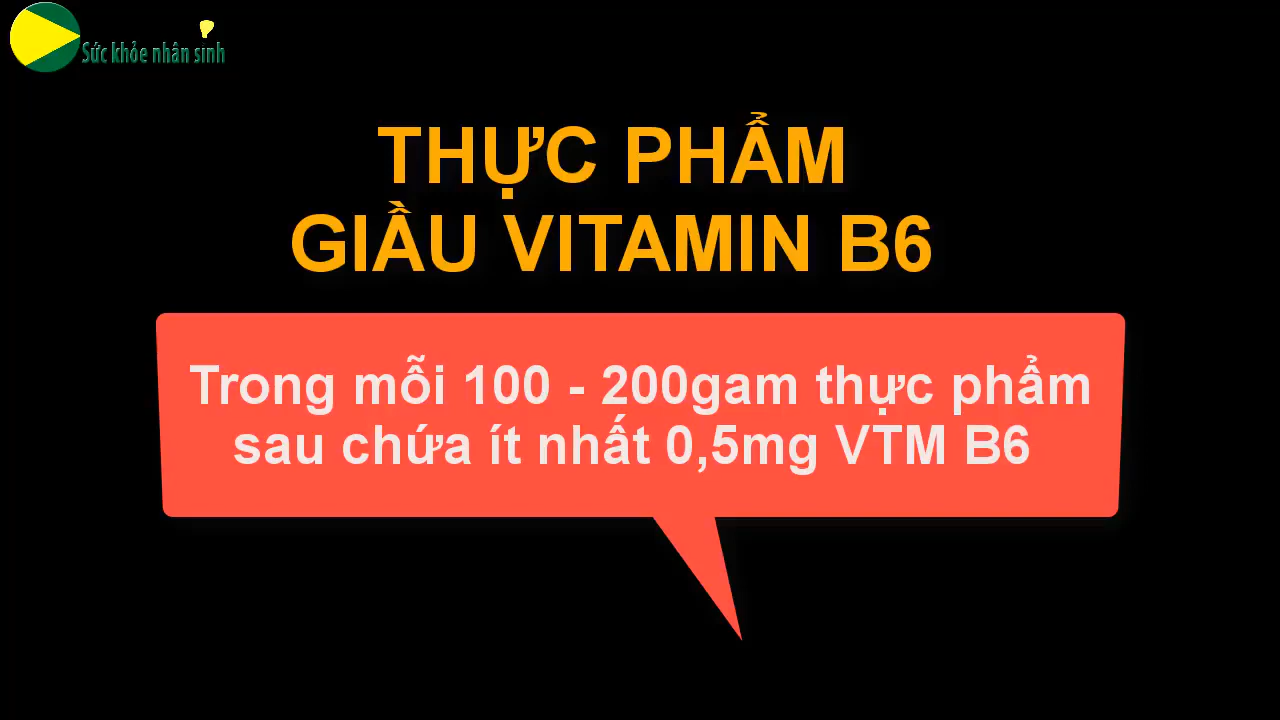 Sức khỏe nhân sinh
THỰC PHẨM
GIẦU VITAMIN B6
Trong mỗi 100 - 200gam thực phẩm
sau chứa ít nhất 0,5mg VTM B6